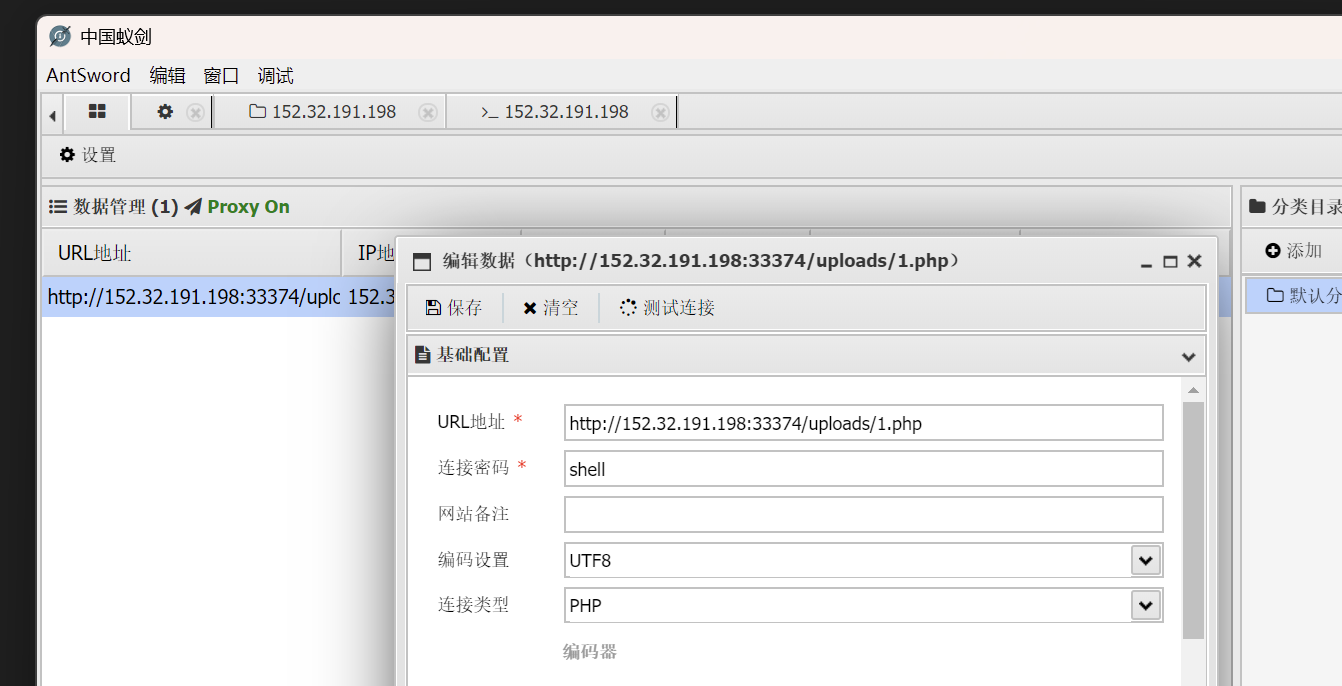 中国蚁剑
AntSword 编辑 窗口 调试
152.32.191.198 >_ 152.32.191.198
设置
数据管理 (1) Proxy On
分类目录
URL地址 IP地
添加
http://152.32.191.198:33374/uplc 152.3
默认分
编辑数据（http://152.32.191.198:33374/uploads/1.php）
保存 清空 测试连接
基础配置
URL地址 * http://152.32.191.198:33374/uploads/1.php
连接密码 * shell
网站备注
编码设置 UTF8
连接类型 PHP
编码器